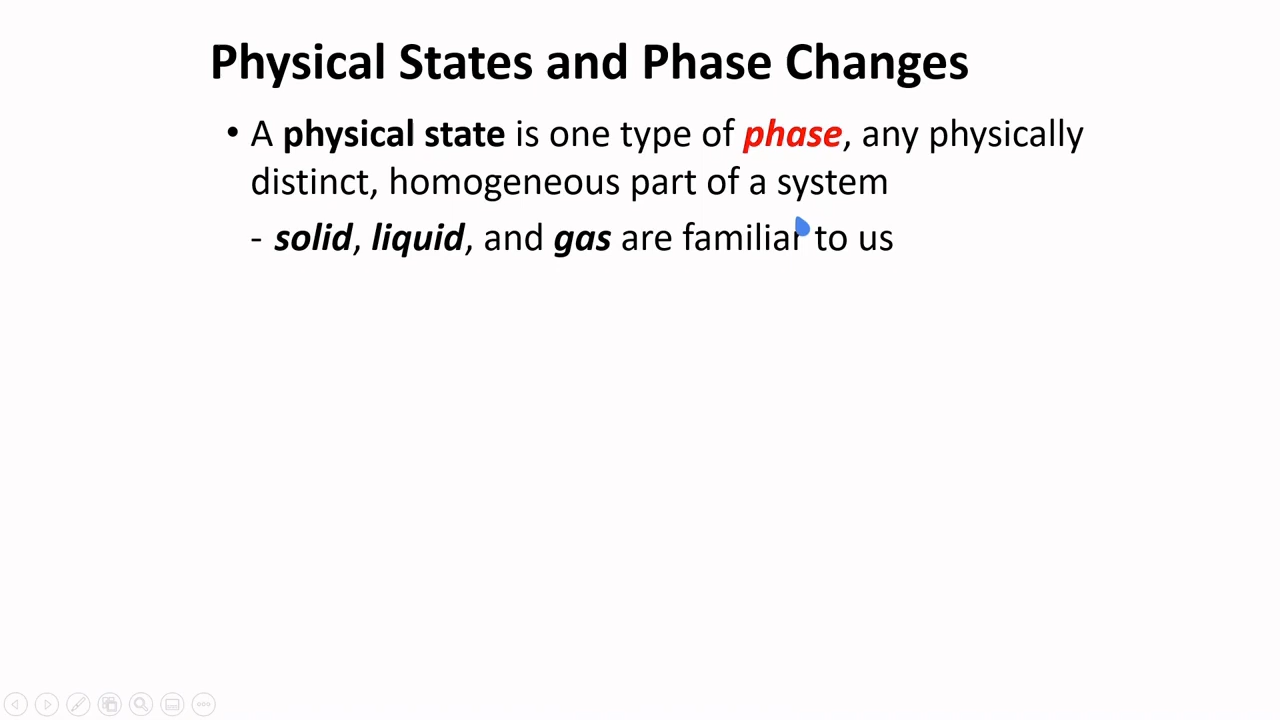 Physical States and Phase Changes
• A physical state is one type of phase, any physically
distinct, homogeneous part of a system
- solid, liquid, and gas are familiar to us